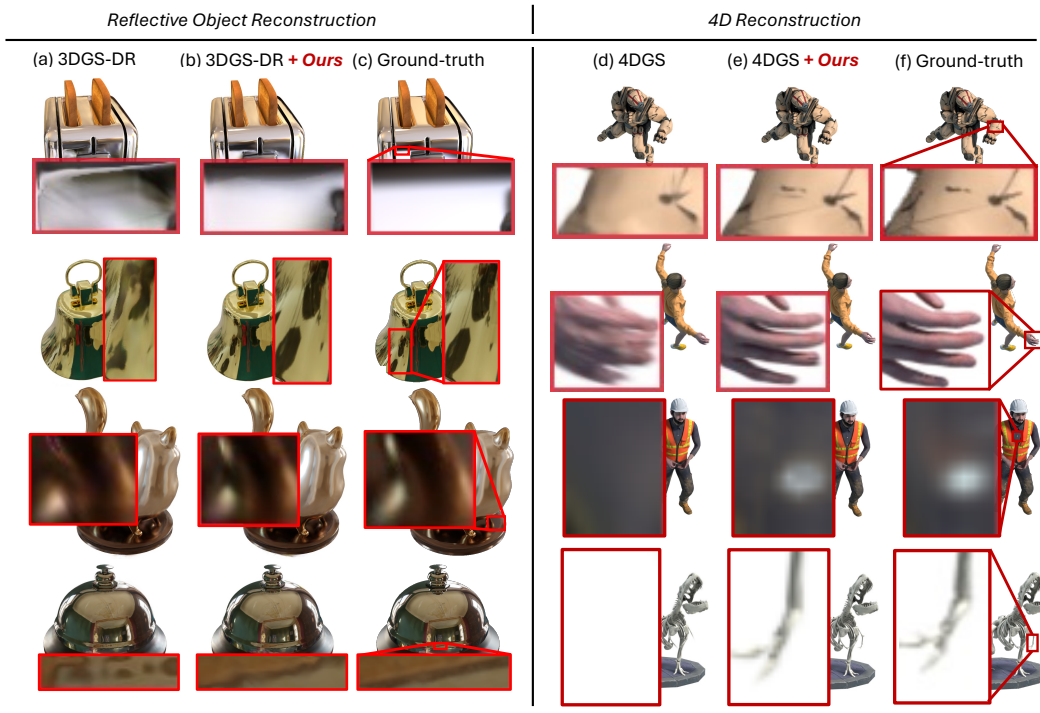 Reflective Object Reconstruction
4D Reconstruction
(a) 3DGS-DR
(b) 3DGS-DR + Ours
(c) Ground-truth
(d) 4DGS
(e) 4DGS + Ours
(f) Ground-truth